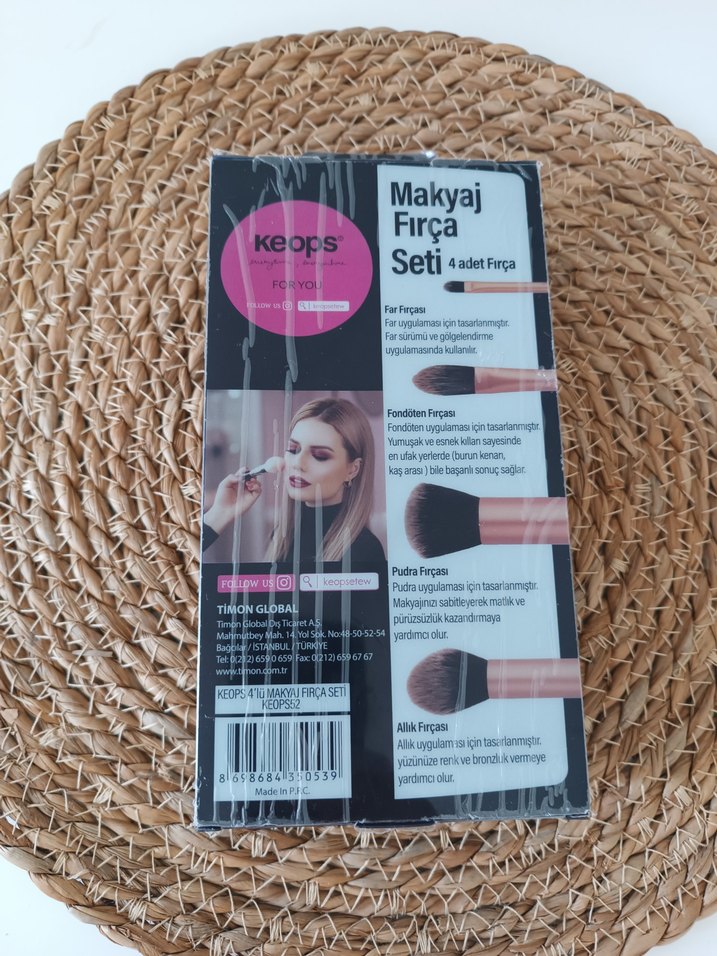 Keops®
everytime, everywhere
FOR YOU
FOLLOW US
keopsetew
Makyaj
Fırça
Seti 4 adet Fırça
Far Fırçası
Far uygulaması için tasarlanmıştır.
Far sürümü ve gölgelendirme
uygulamasında kullanılır.
Fondöten Fırçası
Fondöten uygulaması için tasarlanmıştır.
Yumuşak ve esnek kılları sayesinde
en ufak yerlerde (burun kenarı,
kaş arası ) bile başarılı sonuç sağlar.
Pudra Fırçası
Pudra uygulaması için tasarlanmıştır.
Makyajınızı sabitleyerek matlık ve
pürüzsüzlük kazandırmaya
yardımcı olur.
Allık Fırçası
Allık uygulaması için tasarlanmıştır.
yüzünüze renk ve bronzluk vermeye
yardımcı olur.
FOLLOW US
keopsetew
TİMON GLOBAL
Timon Global Dış Ticaret A.Ş.
Mahmutbey Mah. 14. Yol Sok. No:48-50-52-54
Bağcılar / İSTANBUL / TÜRKİYE
Tel: 0(212) 659 0 659 Fax: 0(212) 659 67 67
www.timon.com.tr
KEOPS 4'lü MAKYAJ FIRÇA SETİ
KEOPS52
8 698684 350539
Made In P.R.C.